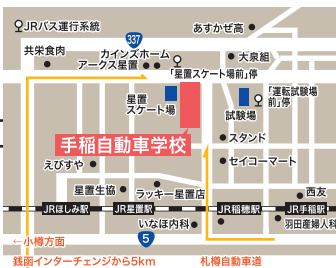 JRバス運行系統
あすかぜ高
337
共栄食肉
カインズホーム
アークス星置
大泉組
「星置スケート場前」停
「運転試験場
前」停
星置
スケート場
試験場
手稲自動車学校
スタンド
えびすや
セイコーマート
星置生協
ラッキー星置店
西友
JRほしみ駅
JR星置駅
JR稲穂駅
JR手稲駅
いなほ内科
羽田産婦人科
5
←小樽方面
銭函インターチェンジから5km
札樽自動車道